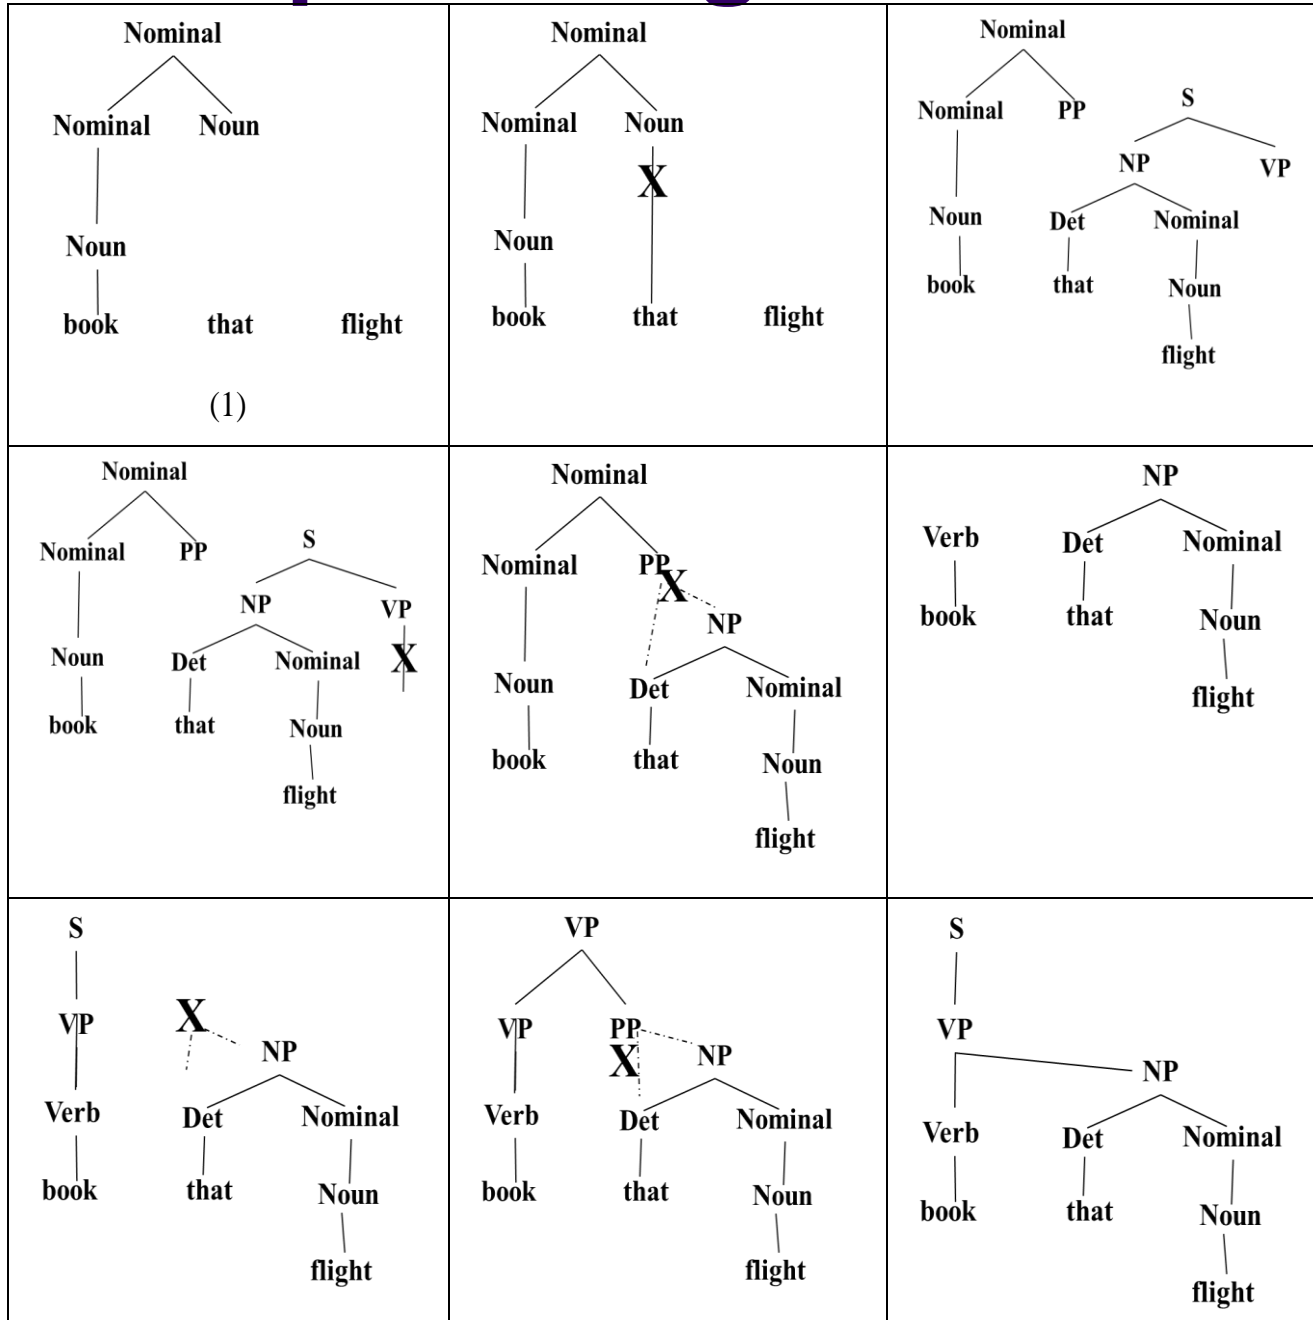 Nominal
Nominal Noun
Noun
book that flight
(1)
Nominal
Nominal Noun
X
Noun
book that flight
Nominal
S
Nominal PP
NP VP
Noun Det Nominal
book that Noun
flight
Nominal
S
Nominal PP
NP VP
X
Noun Det Nominal
book that Noun
flight
Nominal
Nominal PP
X
NP
Noun Det Nominal
book that Noun
flight
NP
Verb Det Nominal
book that Noun
flight
S
VP X
NP
Verb Det Nominal
book that Noun
flight
VP
VP PP
X NP
Verb Det Nominal
book that Noun
flight
S
VP
NP
Verb Det Nominal
book that Noun
flight